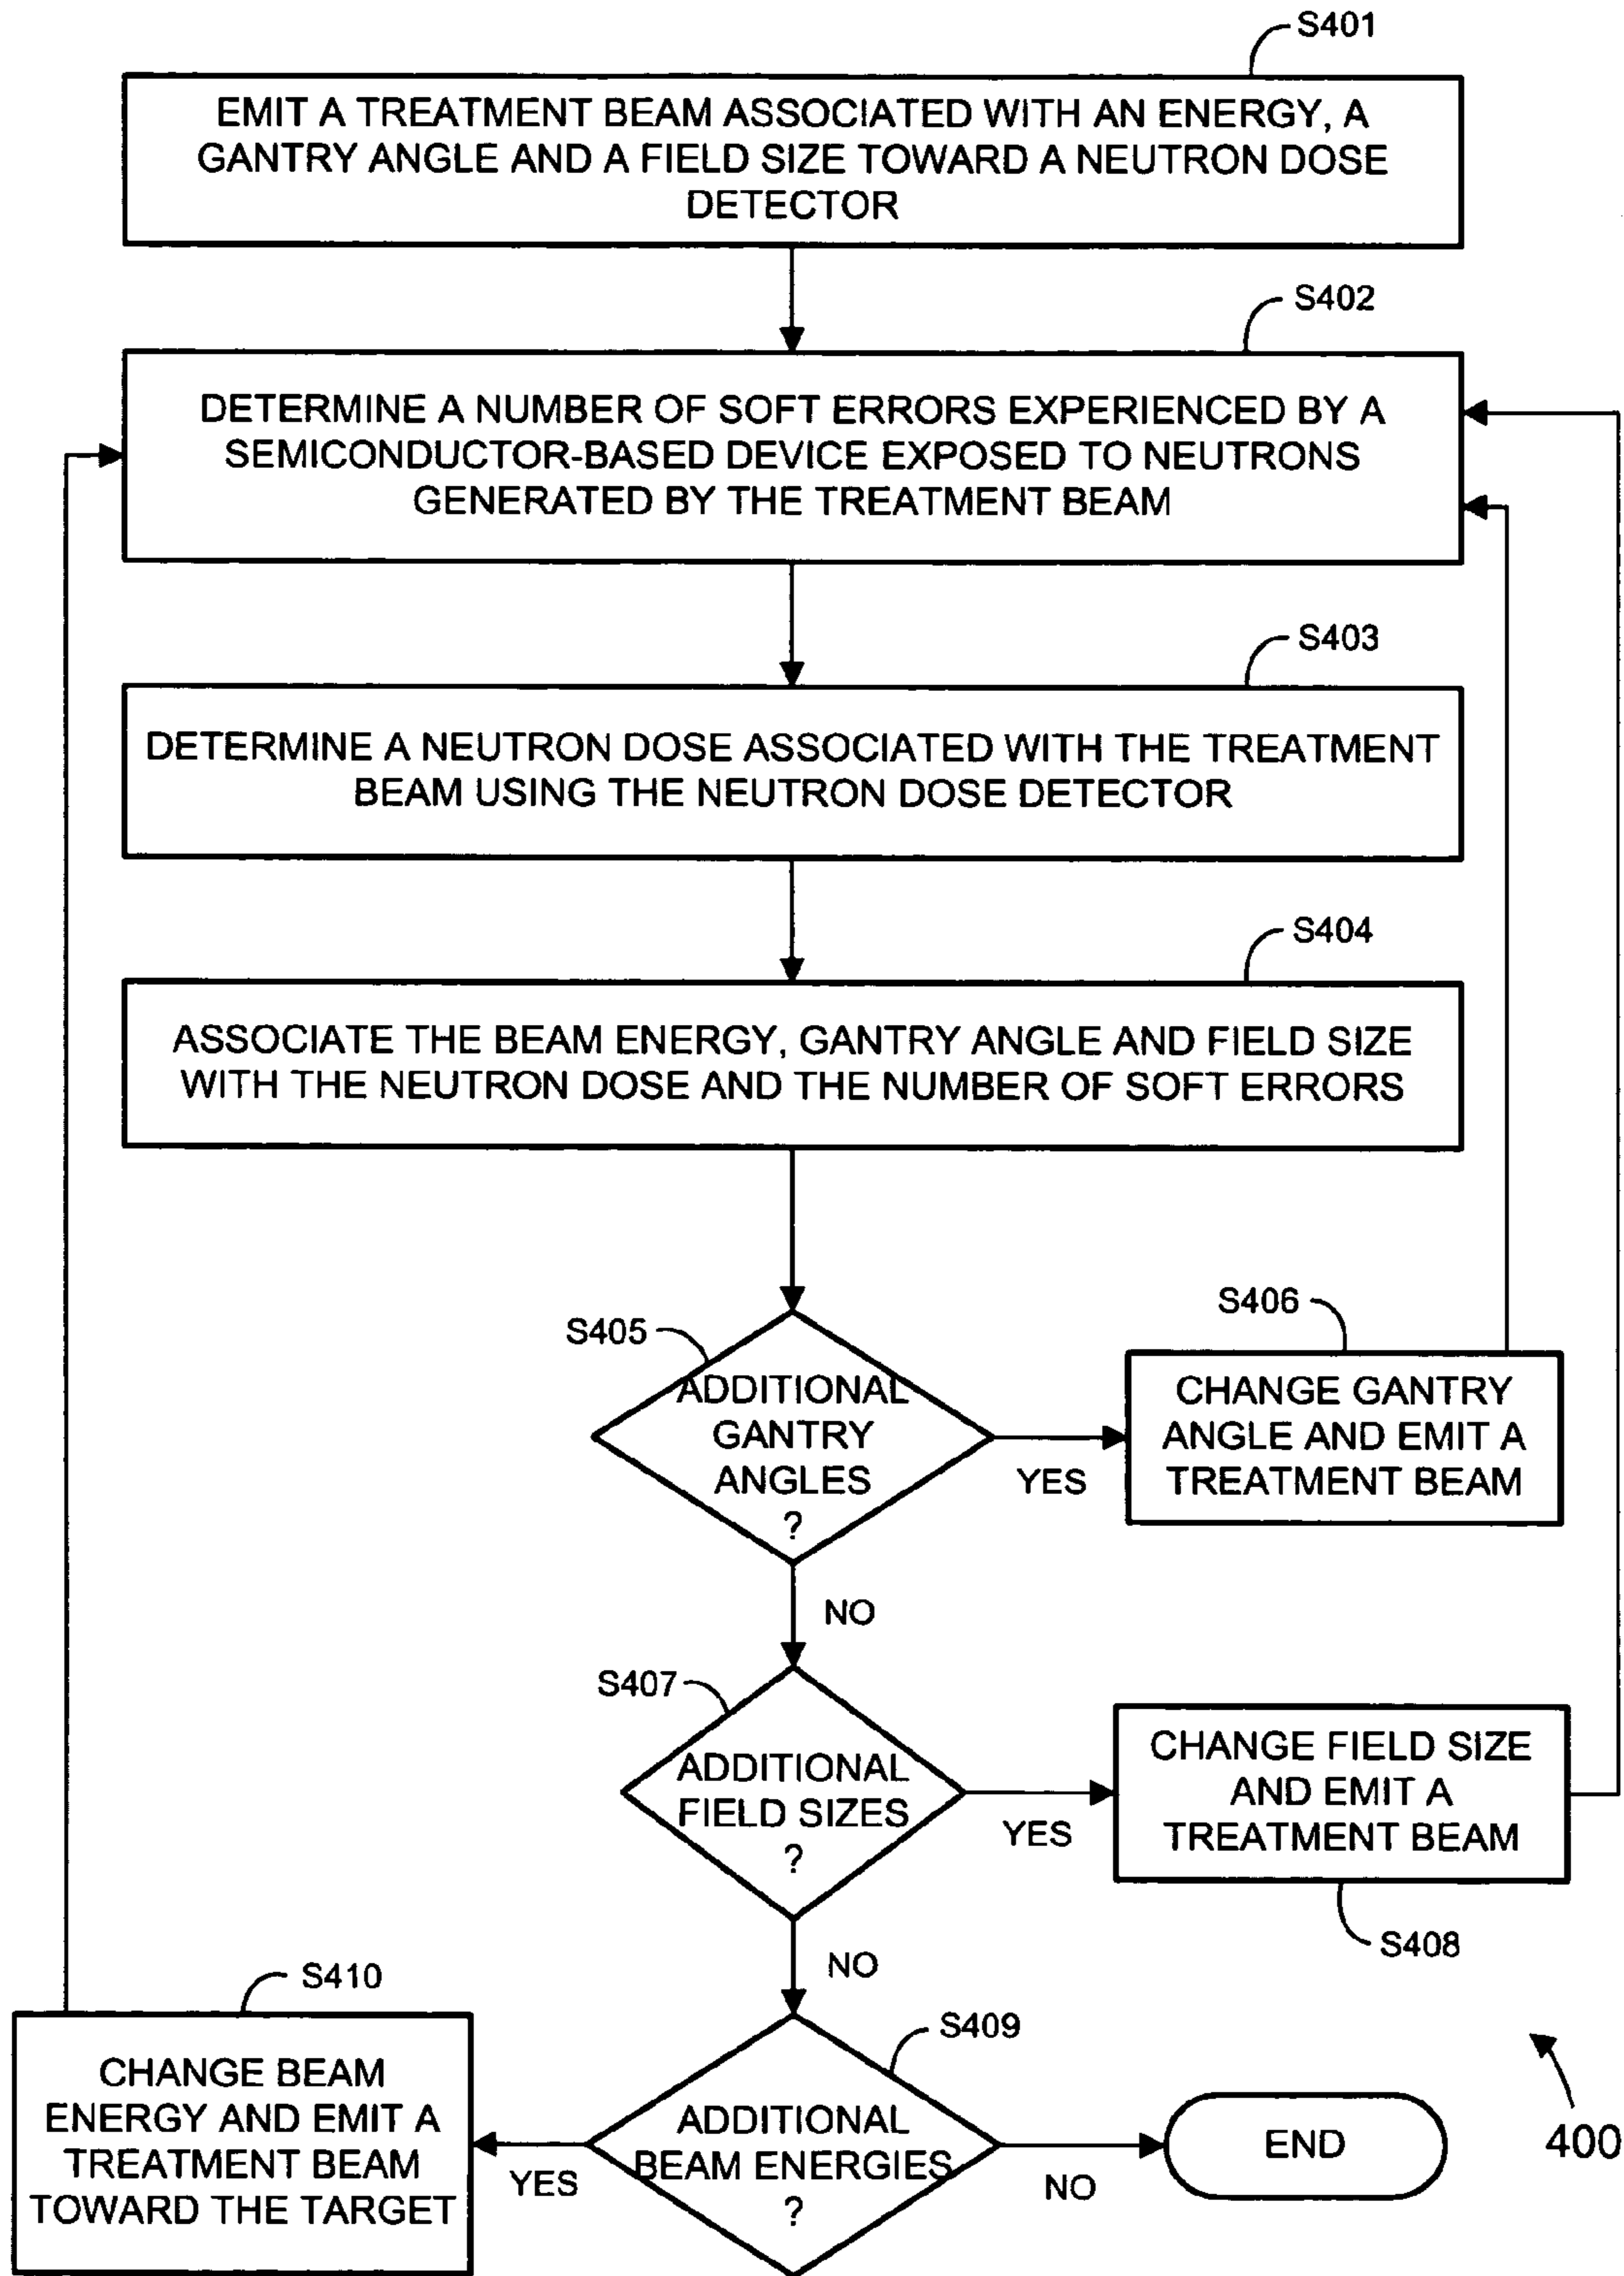 S401
EMIT A TREATMENT BEAM ASSOCIATED WITH AN ENERGY, A
GANTRY ANGLE AND A FIELD SIZE TOWARD A NEUTRON DOSE
DETECTOR
S402
DETERMINE A NUMBER OF SOFT ERRORS EXPERIENCED BY A
SEMICONDUCTOR-BASED DEVICE EXPOSED TO NEUTRONS
GENERATED BY THE TREATMENT BEAM
S403
DETERMINE A NEUTRON DOSE ASSOCIATED WITH THE TREATMENT
BEAM USING THE NEUTRON DOSE DETECTOR
S404
ASSOCIATE THE BEAM ENERGY, GANTRY ANGLE AND FIELD SIZE
WITH THE NEUTRON DOSE AND THE NUMBER OF SOFT ERRORS
S405
ADDITIONAL
GANTRY
ANGLES
?
YES
S406
CHANGE GANTRY
ANGLE AND EMIT A
TREATMENT BEAM
NO
S407
ADDITIONAL
FIELD SIZES
?
YES
CHANGE FIELD SIZE
AND EMIT A
TREATMENT BEAM
S408
NO
S409
ADDITIONAL
BEAM ENERGIES
?
YES
S410
CHANGE BEAM
ENERGY AND EMIT A
TREATMENT BEAM
TOWARD THE TARGET
NO
END
400